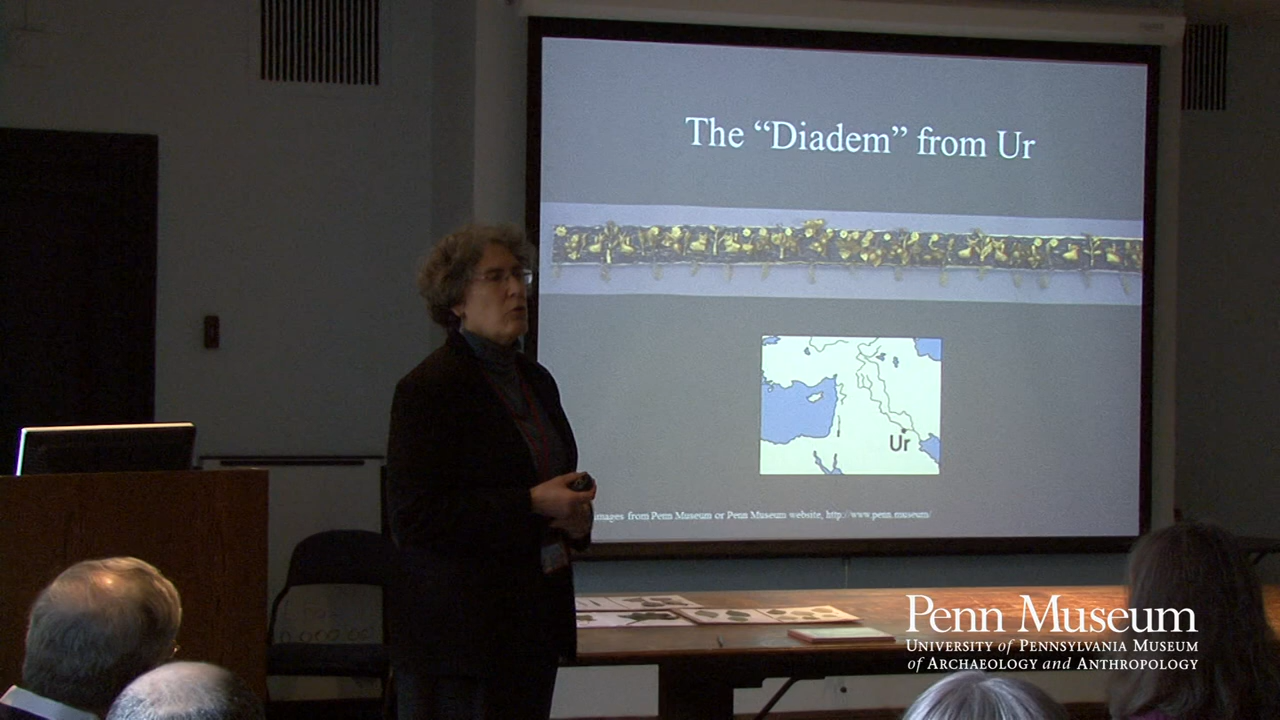 The “Diadem” from Ur
Ur
images from Penn Museum or Penn Museum website, http://www.penn.museum/
Penn Museum
University of Pennsylvania Museum
of Archaeology and Anthropology